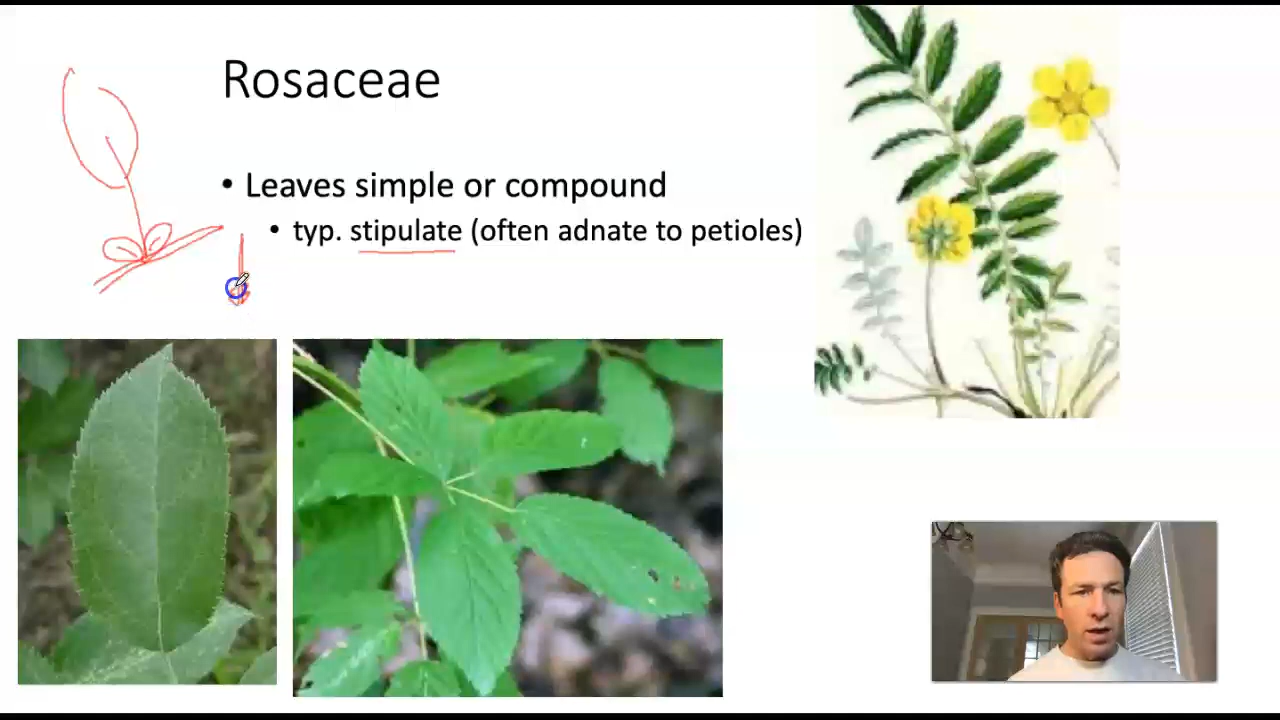 Rosaceae
• Leaves simple or compound
• typ. stipulate (often adnate to petioles)